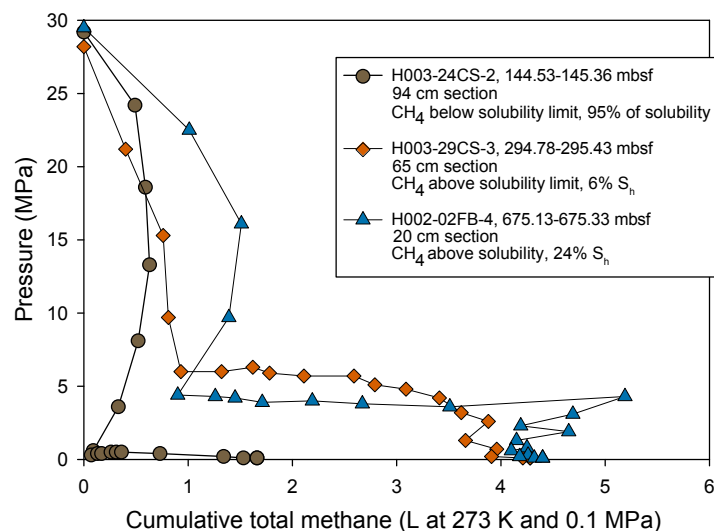 30
25
20
15
10
5
0
Pressure (MPa)
H003-24CS-2, 144.53-145.36 mbsf
94 cm section
CH4 below solubility limit, 95% of solubility
H003-29CS-3, 294.78-295.43 mbsf
65 cm section
CH4 above solubility limit, 6% Sh
H002-02FB-4, 675.13-675.33 mbsf
20 cm section
CH4 above solubility, 24% Sh
0 1 2 3 4 5 6
Cumulative total methane (L at 273 K and 0.1 MPa)